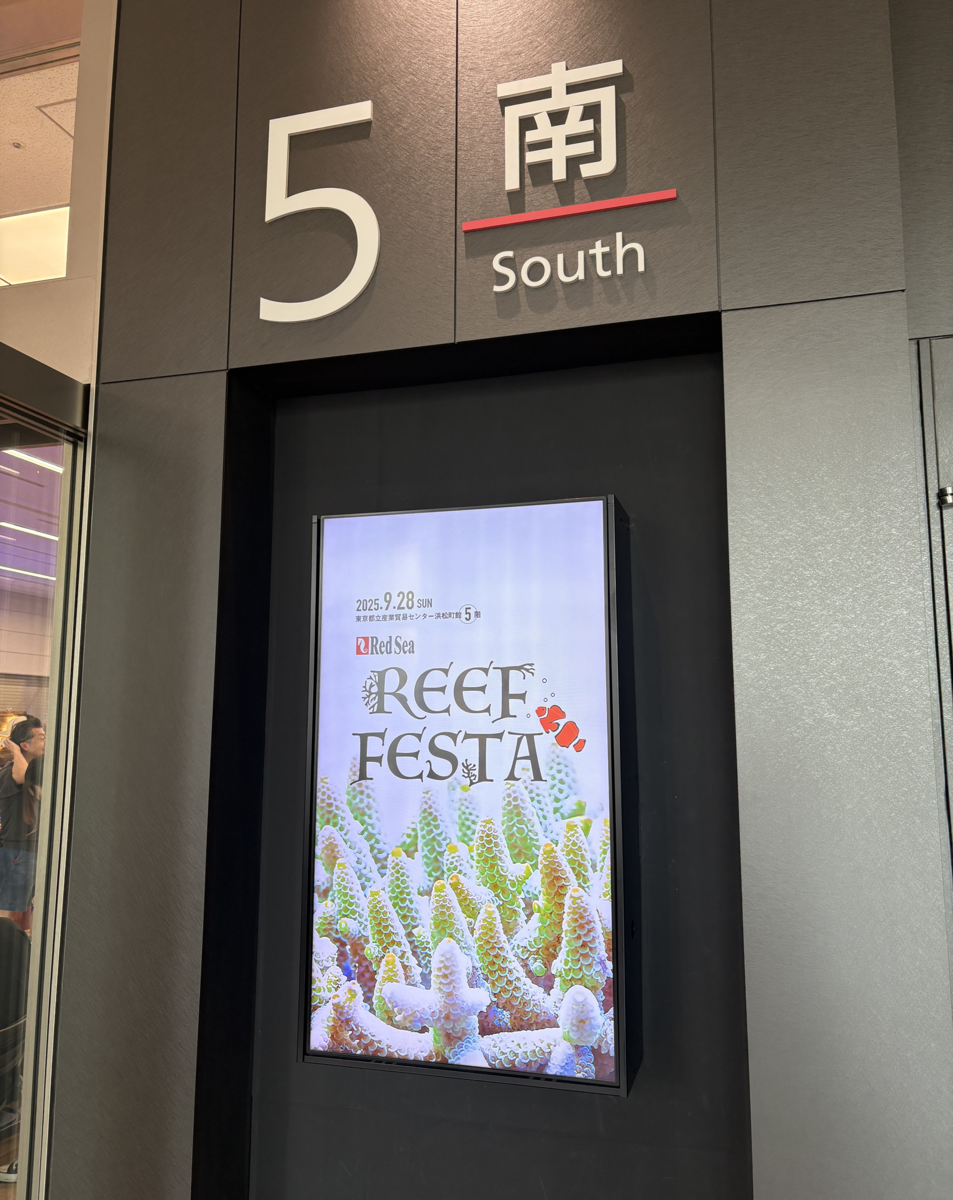 5
南
South
2025.9.28 SUN
東京都立産業貿易センター浜松町館5階
Red Sea
REEF
FESTA